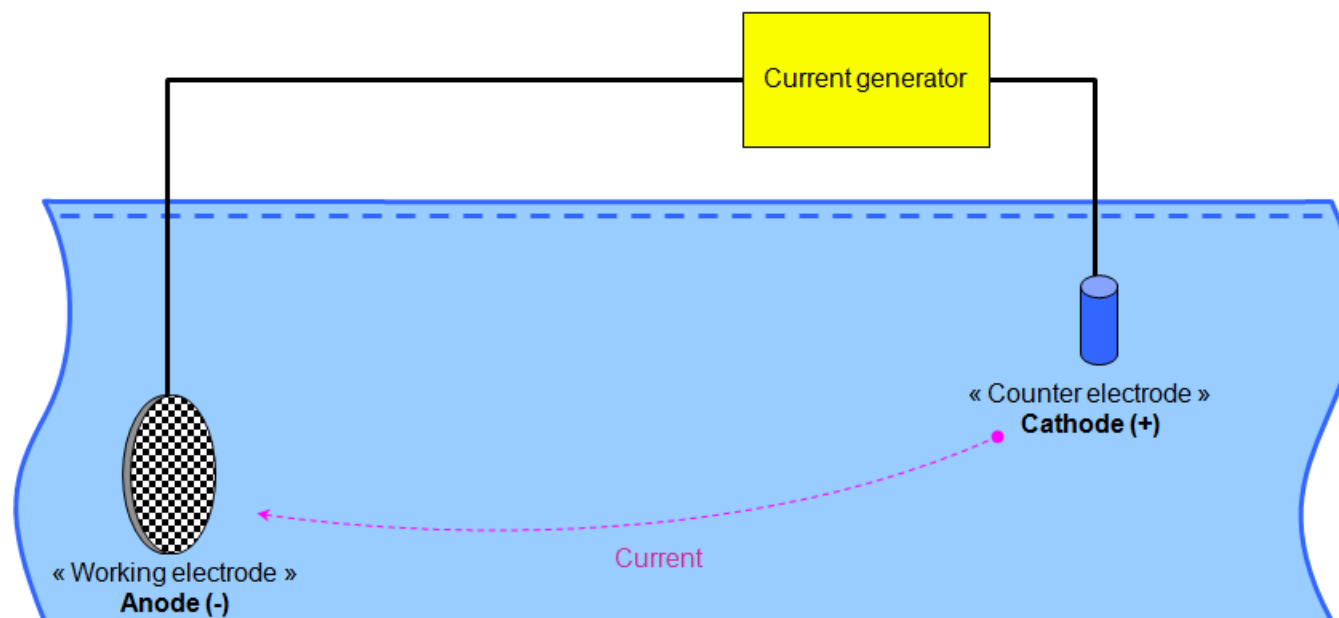 Current generator
« Counter electrode »
Cathode (+)
Current
« Working electrode »
Anode (-)